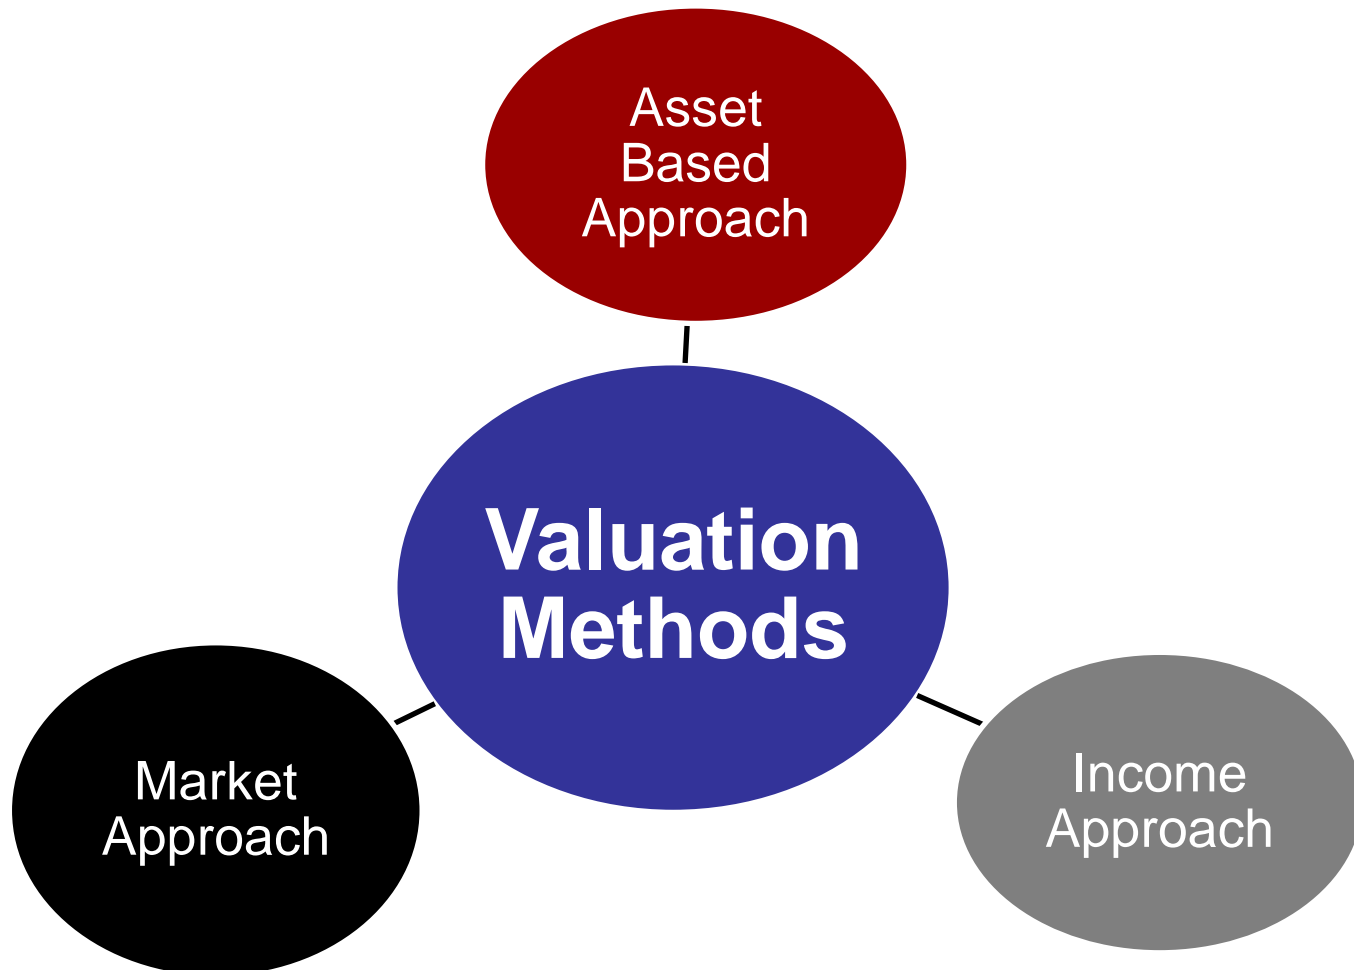 Asset
Based
Approach
Valuation
Methods
Market
Approach
Income
Approach